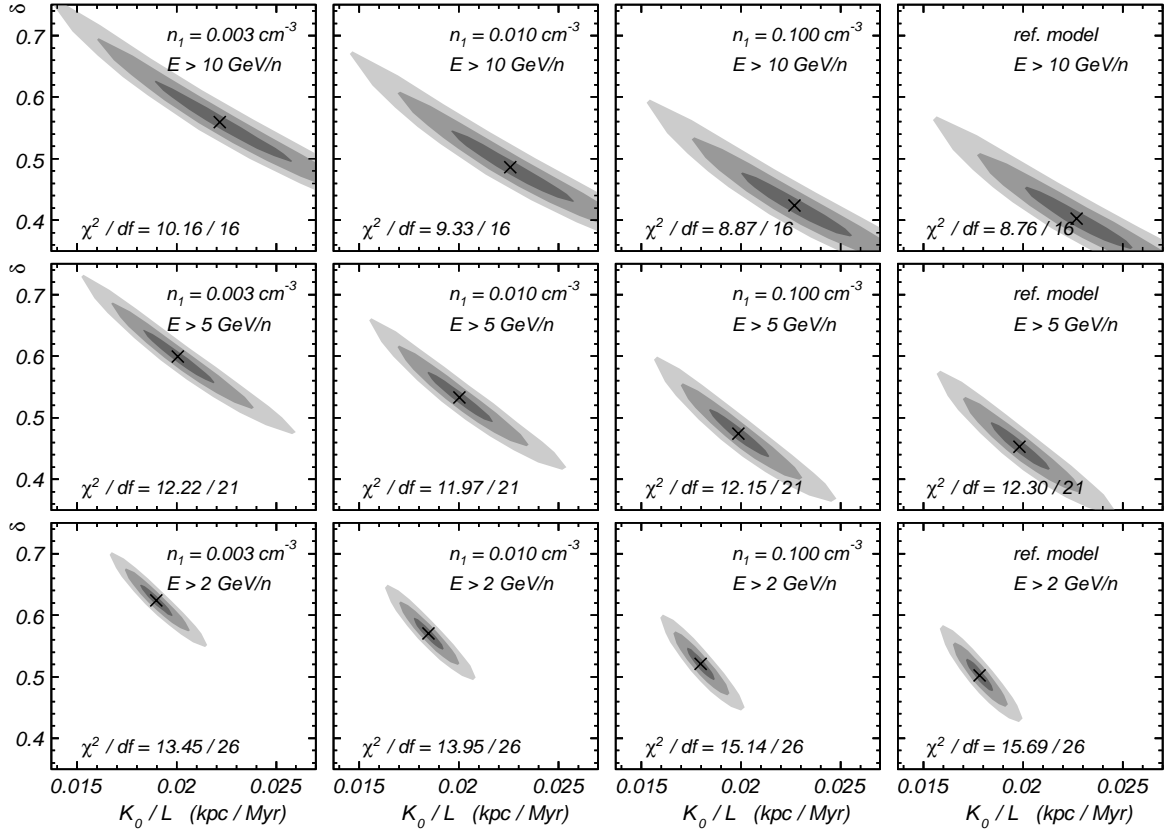 δ
0.7
0.6
0.5
0.4
n₁ = 0.003 cm⁻³
E > 10 GeV/n
χ² / df = 10.16 / 16
n₁ = 0.010 cm⁻³
E > 10 GeV/n
χ² / df = 9.33 / 16
n₁ = 0.100 cm⁻³
E > 10 GeV/n
χ² / df = 8.87 / 16
ref. model
E > 10 GeV/n
χ² / df = 8.76 / 16
δ
0.7
0.6
0.5
0.4
n₁ = 0.003 cm⁻³
E > 5 GeV/n
χ² / df = 12.22 / 21
n₁ = 0.010 cm⁻³
E > 5 GeV/n
χ² / df = 11.97 / 21
n₁ = 0.100 cm⁻³
E > 5 GeV/n
χ² / df = 12.15 / 21
ref. model
E > 5 GeV/n
χ² / df = 12.30 / 21
δ
0.7
0.6
0.5
0.4
n₁ = 0.003 cm⁻³
E > 2 GeV/n
χ² / df = 13.45 / 26
n₁ = 0.010 cm⁻³
E > 2 GeV/n
χ² / df = 13.95 / 26
n₁ = 0.100 cm⁻³
E > 2 GeV/n
χ² / df = 15.14 / 26
ref. model
E > 2 GeV/n
χ² / df = 15.69 / 26
0.015 0.02 0.025 0.015 0.02 0.025 0.015 0.02 0.025 0.015 0.02 0.025
K₀ / L (kpc / Myr) K₀ / L (kpc / Myr) K₀ / L (kpc / Myr) K₀ / L (kpc / Myr)